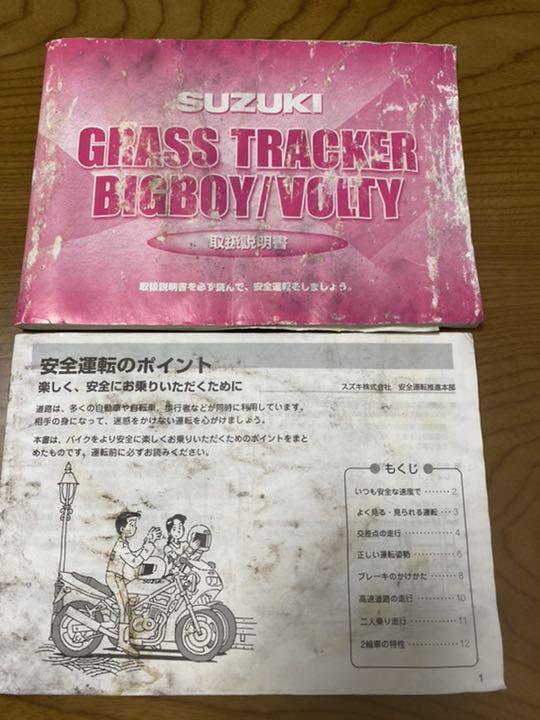 SUZUKI
GRASS TRACKER
BIGBOY/VOLTY
取扱説明書
取扱説明書を必ず読んで、安全運転をしましょう。
安全運転のポイント
楽しく、安全にお乗りいただくために
スズキ株式会社 安全運転推進本部
道路は、多くの自動車や自転車、歩行者などが同時に利用しています。
相手の身になって、迷惑をかけない運転を心がけましょう。
本書は、バイクをより安全に楽しくお乗りいただくためのポイントをまと
めたものです。運転前に必ずお読みください。
もくじ
いつも安全な速度で ……… 2
よく見る・見られる運転 … 3
交差点の走行 ……………… 4
正しい運転姿勢 …………… 6
ブレーキのかけかた ……… 8
高速道路の走行 …………… 10
二人乗り走行 ……………… 11
2輪車の特性 ……………… 12
SUZUKI
1